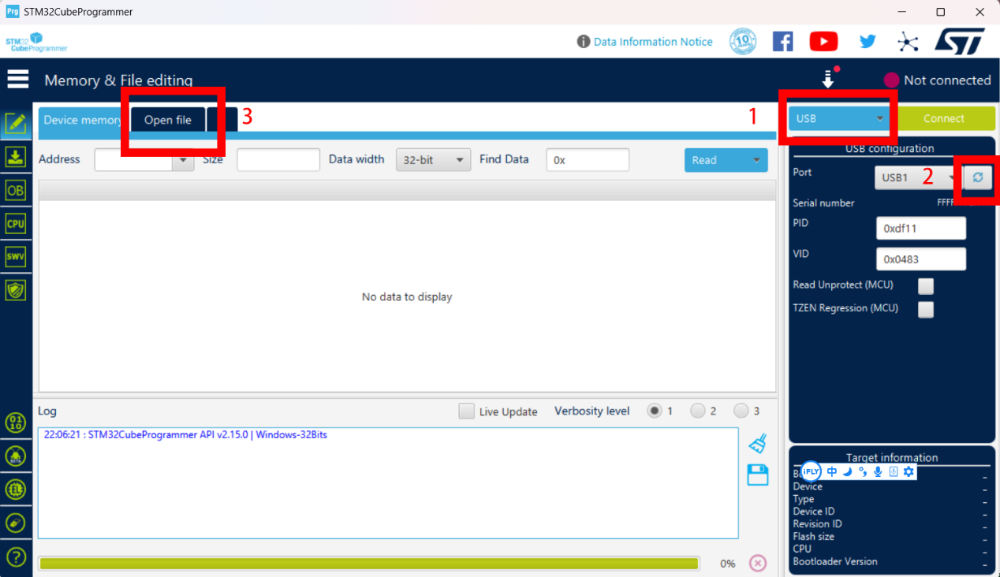 Prg STM32CubeProgrammer
STM32
CubeProgrammer
Data Information Notice
10
Memory & File editing
Not connected
Device memory
Open file
3
1
USB
Connect
Address
Size
Data width
32-bit
Find Data
0x
Read
USB configuration
Port
USB1
2
Serial number
PID
0xdf11
VID
0x0483
Read Unprotect (MCU)
TZEN Regression (MCU)
OB
CPU
SWV
No data to display
Log
Live Update
Verbosity level
1
2
3
22:06:21 : STM32CubeProgrammer API v2.15.0 | Windows-32Bits
0%
Target information
iFLY 中
Device
Type
Device ID
Revision ID
Flash size
CPU
Bootloader Version